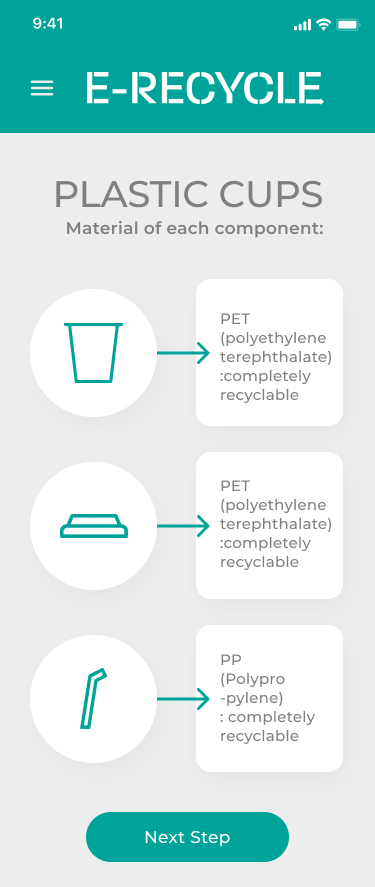 9:41
E-RECYCLE
PLASTIC CUPS
Material of each component:
PET
(polyethylene
terephthalate)
:completely
recyclable
PET
(polyethylene
terephthalate)
:completely
recyclable
PP
(Polypro
-pylene)
: completely
recyclable
Next Step